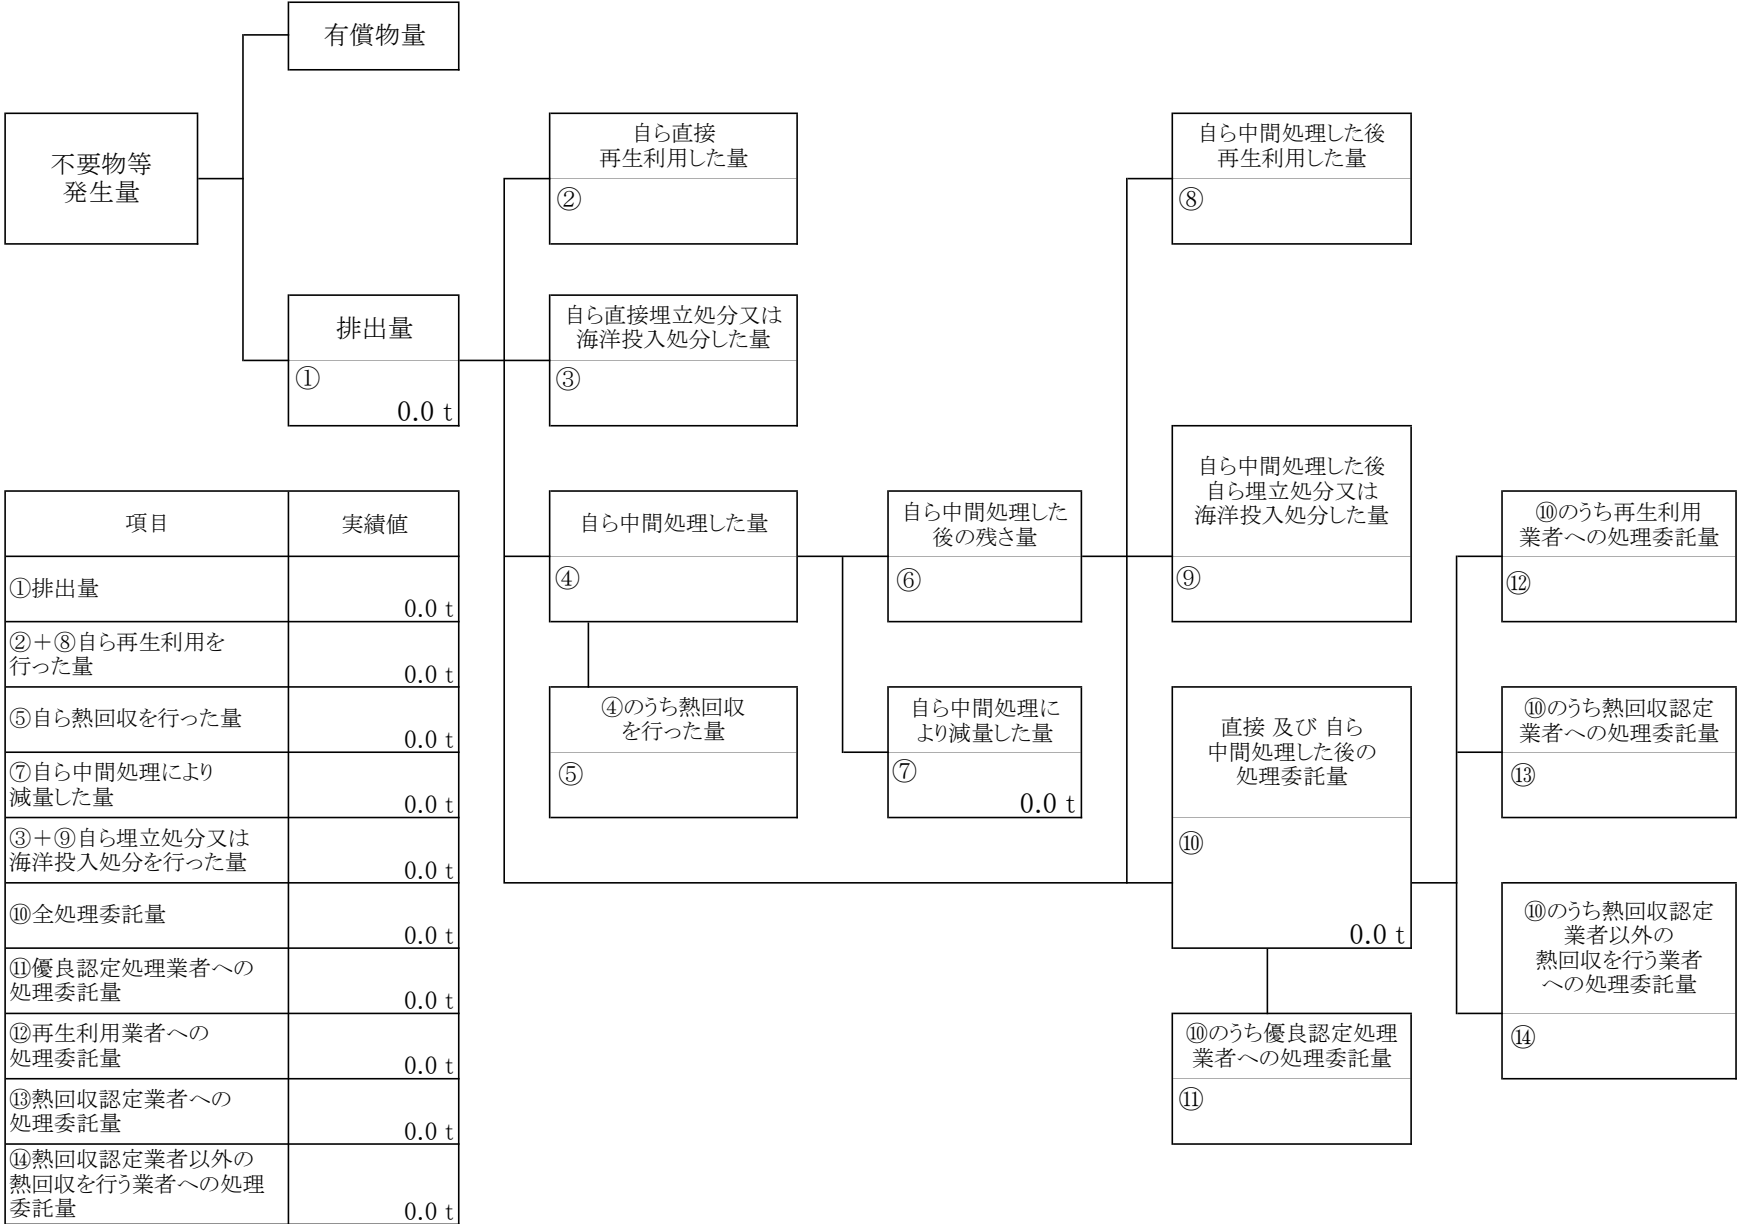 有償物量
不要物等
発生量
自ら直接
再生利用した量
②
自ら中間処理した後
再生利用した量
⑧
排出量
①
0.0 t
自ら直接埋立処分又は
海洋投入処分した量
③
自ら中間処理した量
④
自ら中間処理した
後の残さ量
⑥
自ら中間処理した後
自ら埋立処分又は
海洋投入処分した量
⑨
⑩のうち再生利用
業者への処理委託量
⑫
④のうち熱回収
を行った量
⑤
自ら中間処理に
より減量した量
⑦
0.0 t
直接 及び 自ら
中間処理した後の
処理委託量
⑩
0.0 t
⑩のうち熱回収認定
業者への処理委託量
⑬
⑩のうち熱回収認定
業者以外の
熱回収を行う業者
への処理委託量
⑭
⑩のうち優良認定処理
業者への処理委託量
⑪
項目 実績値
①排出量
0.0 t
②＋⑧自ら再生利用を
行った量
0.0 t
⑤自ら熱回収を行った量
0.0 t
⑦自ら中間処理により
減量した量
0.0 t
③＋⑨自ら埋立処分又は
海洋投入処分を行った量
0.0 t
⑩全処理委託量
0.0 t
⑪優良認定処理業者への
処理委託量
0.0 t
⑫再生利用業者への
処理委託量
0.0 t
⑬熱回収認定業者への
処理委託量
0.0 t
⑭熱回収認定業者以外の
熱回収を行う業者への処理
委託量
0.0 t